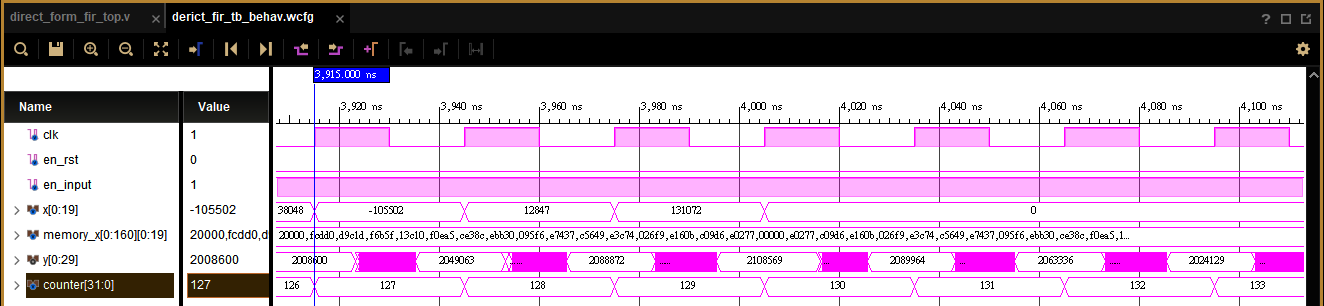 direct_form_fir_top.v × derict_fir_tb_behav.wcfg ×
3,915.000 ns
Name Value
3,920 ns 3,940 ns 3,960 ns 3,980 ns 4,000 ns 4,020 ns 4,040 ns 4,060 ns 4,080 ns 4,100 ns
clk 1
en_rst 0
en_input 1
x[0:19] -105502 38048 -105502 12847 131072 0
memory_x[0:160][0:19] 20000,fcdd0,d 20000,fcdd0,d9c1d,f6b5f,13c10,f0ea5,ce38c,ebb30,095f6,e7437,c5649,e3c74,026f9,e160b,c09d6,e0277,00000,e0277,c09d6,e160b,026f9,e3c74,c5649,e7437,095f6,ebb30,ce38c,f0ea5,1...
y[0:29] 2008600 2008600 2049063 ... 2088872 ... 2108569 ... 2089964 ... 2063336 ... 2024129 ...
counter[31:0] 127 126 127 128 129 130 131 132 133